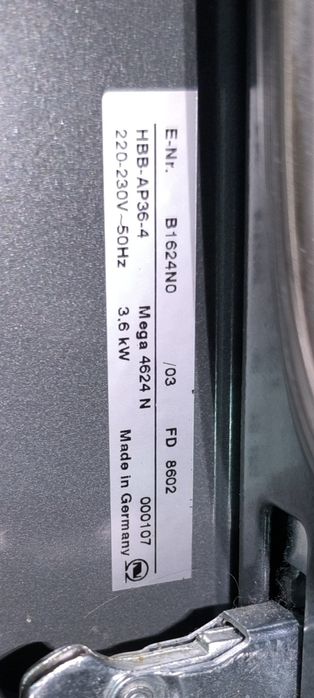 E-Nr. B1624N0 /03 FD 8602
HBB-AP36-4 Mega 4624 N 000107
220-230V~50Hz 3.6 kW Made in Germany